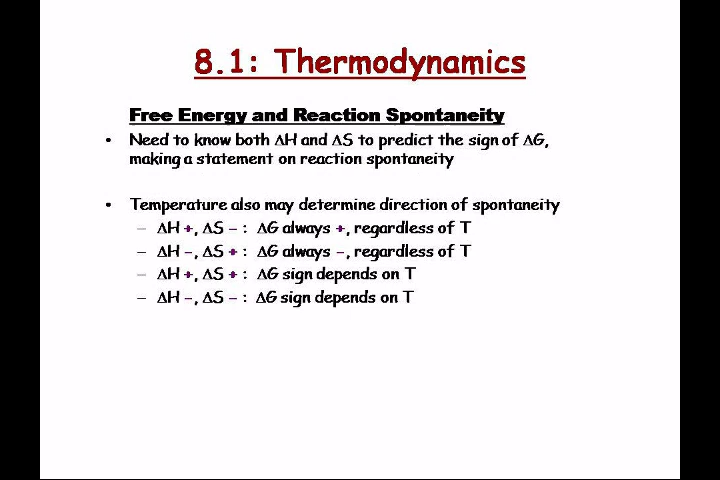 8.1: Thermodynamics
Free Energy and Reaction Spontaneity
• Need to know both ΔH and ΔS to predict the sign of ΔG,
making a statement on reaction spontaneity
• Temperature also may determine direction of spontaneity
– ΔH +, ΔS – : ΔG always +, regardless of T
– ΔH –, ΔS + : ΔG always –, regardless of T
– ΔH +, ΔS + : ΔG sign depends on T
– ΔH –, ΔS – : ΔG sign depends on T